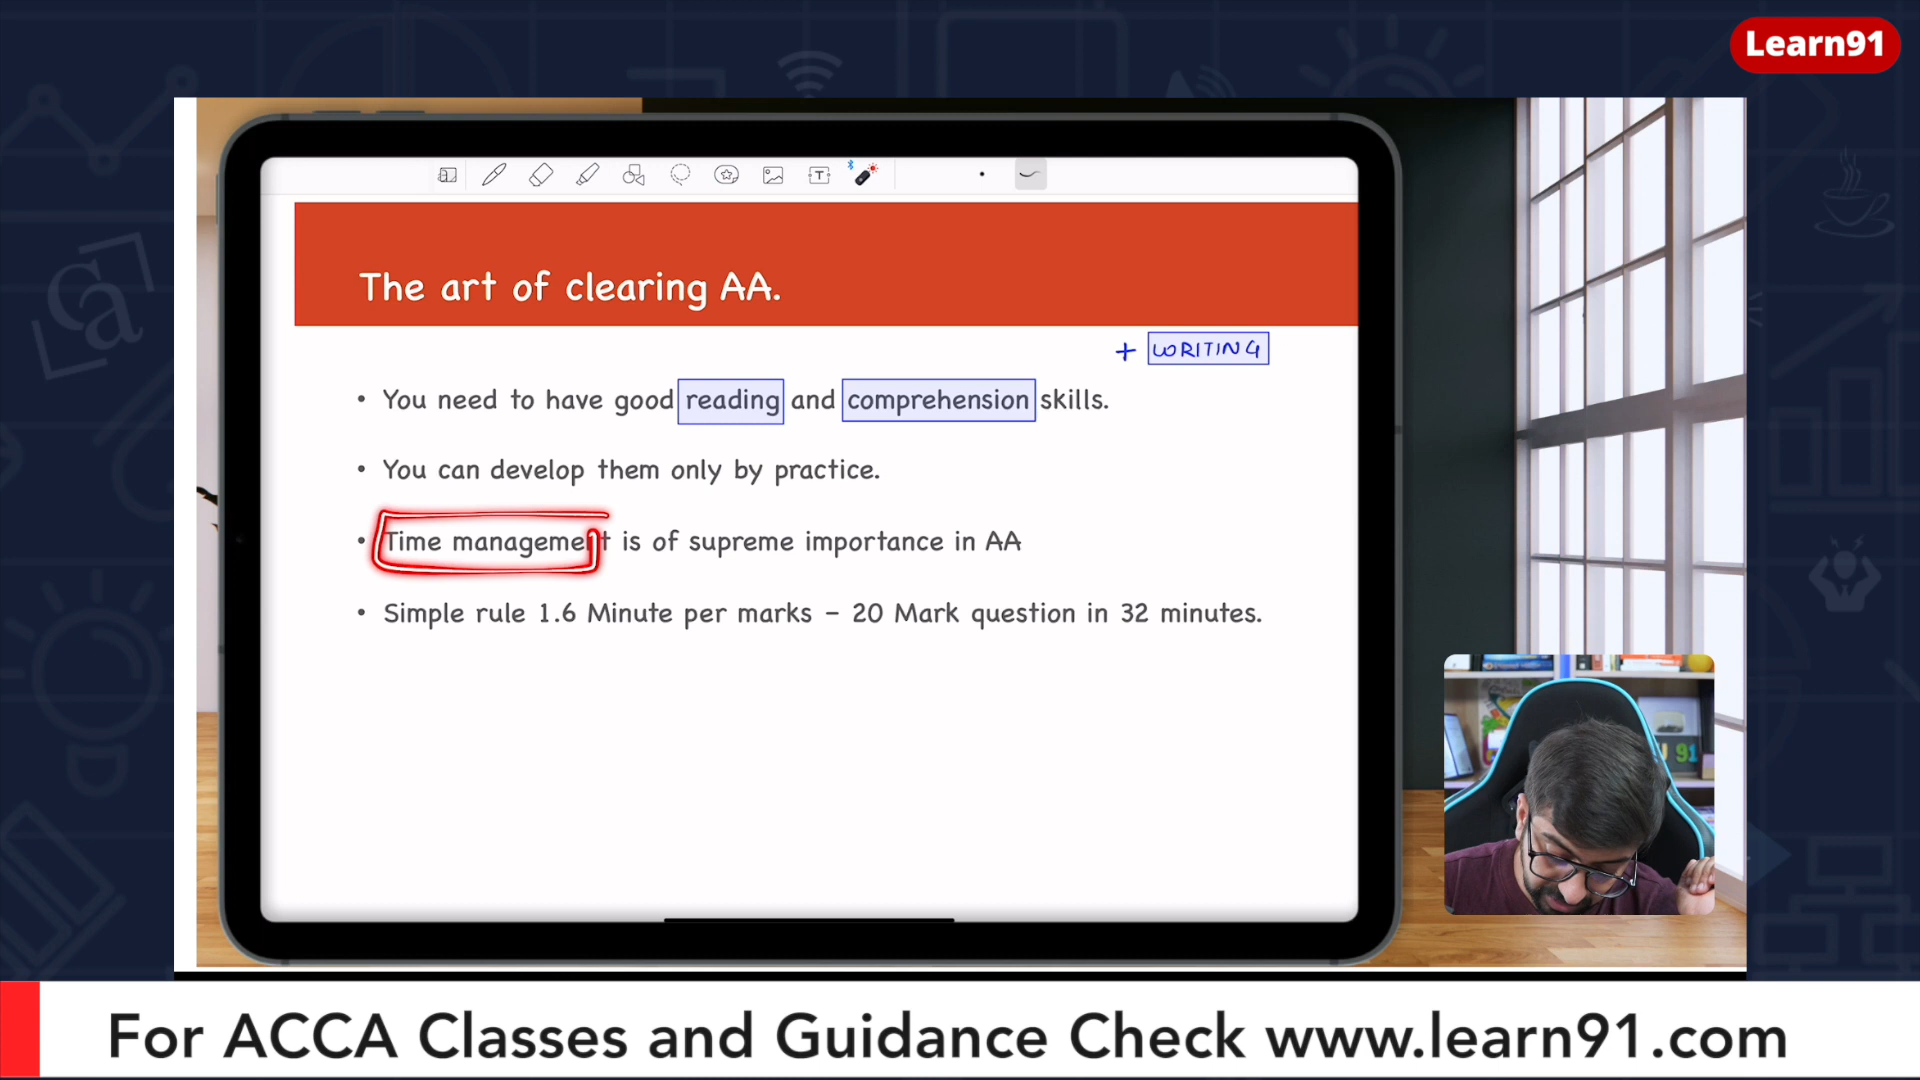 Learn91
The art of clearing AA.
+ WRITING
• You need to have good reading and comprehension skills.
• You can develop them only by practice.
• Time management is of supreme importance in AA
• Simple rule 1.6 Minute per marks – 20 Mark question in 32 minutes.
91
For ACCA Classes and Guidance Check www.learn91.com